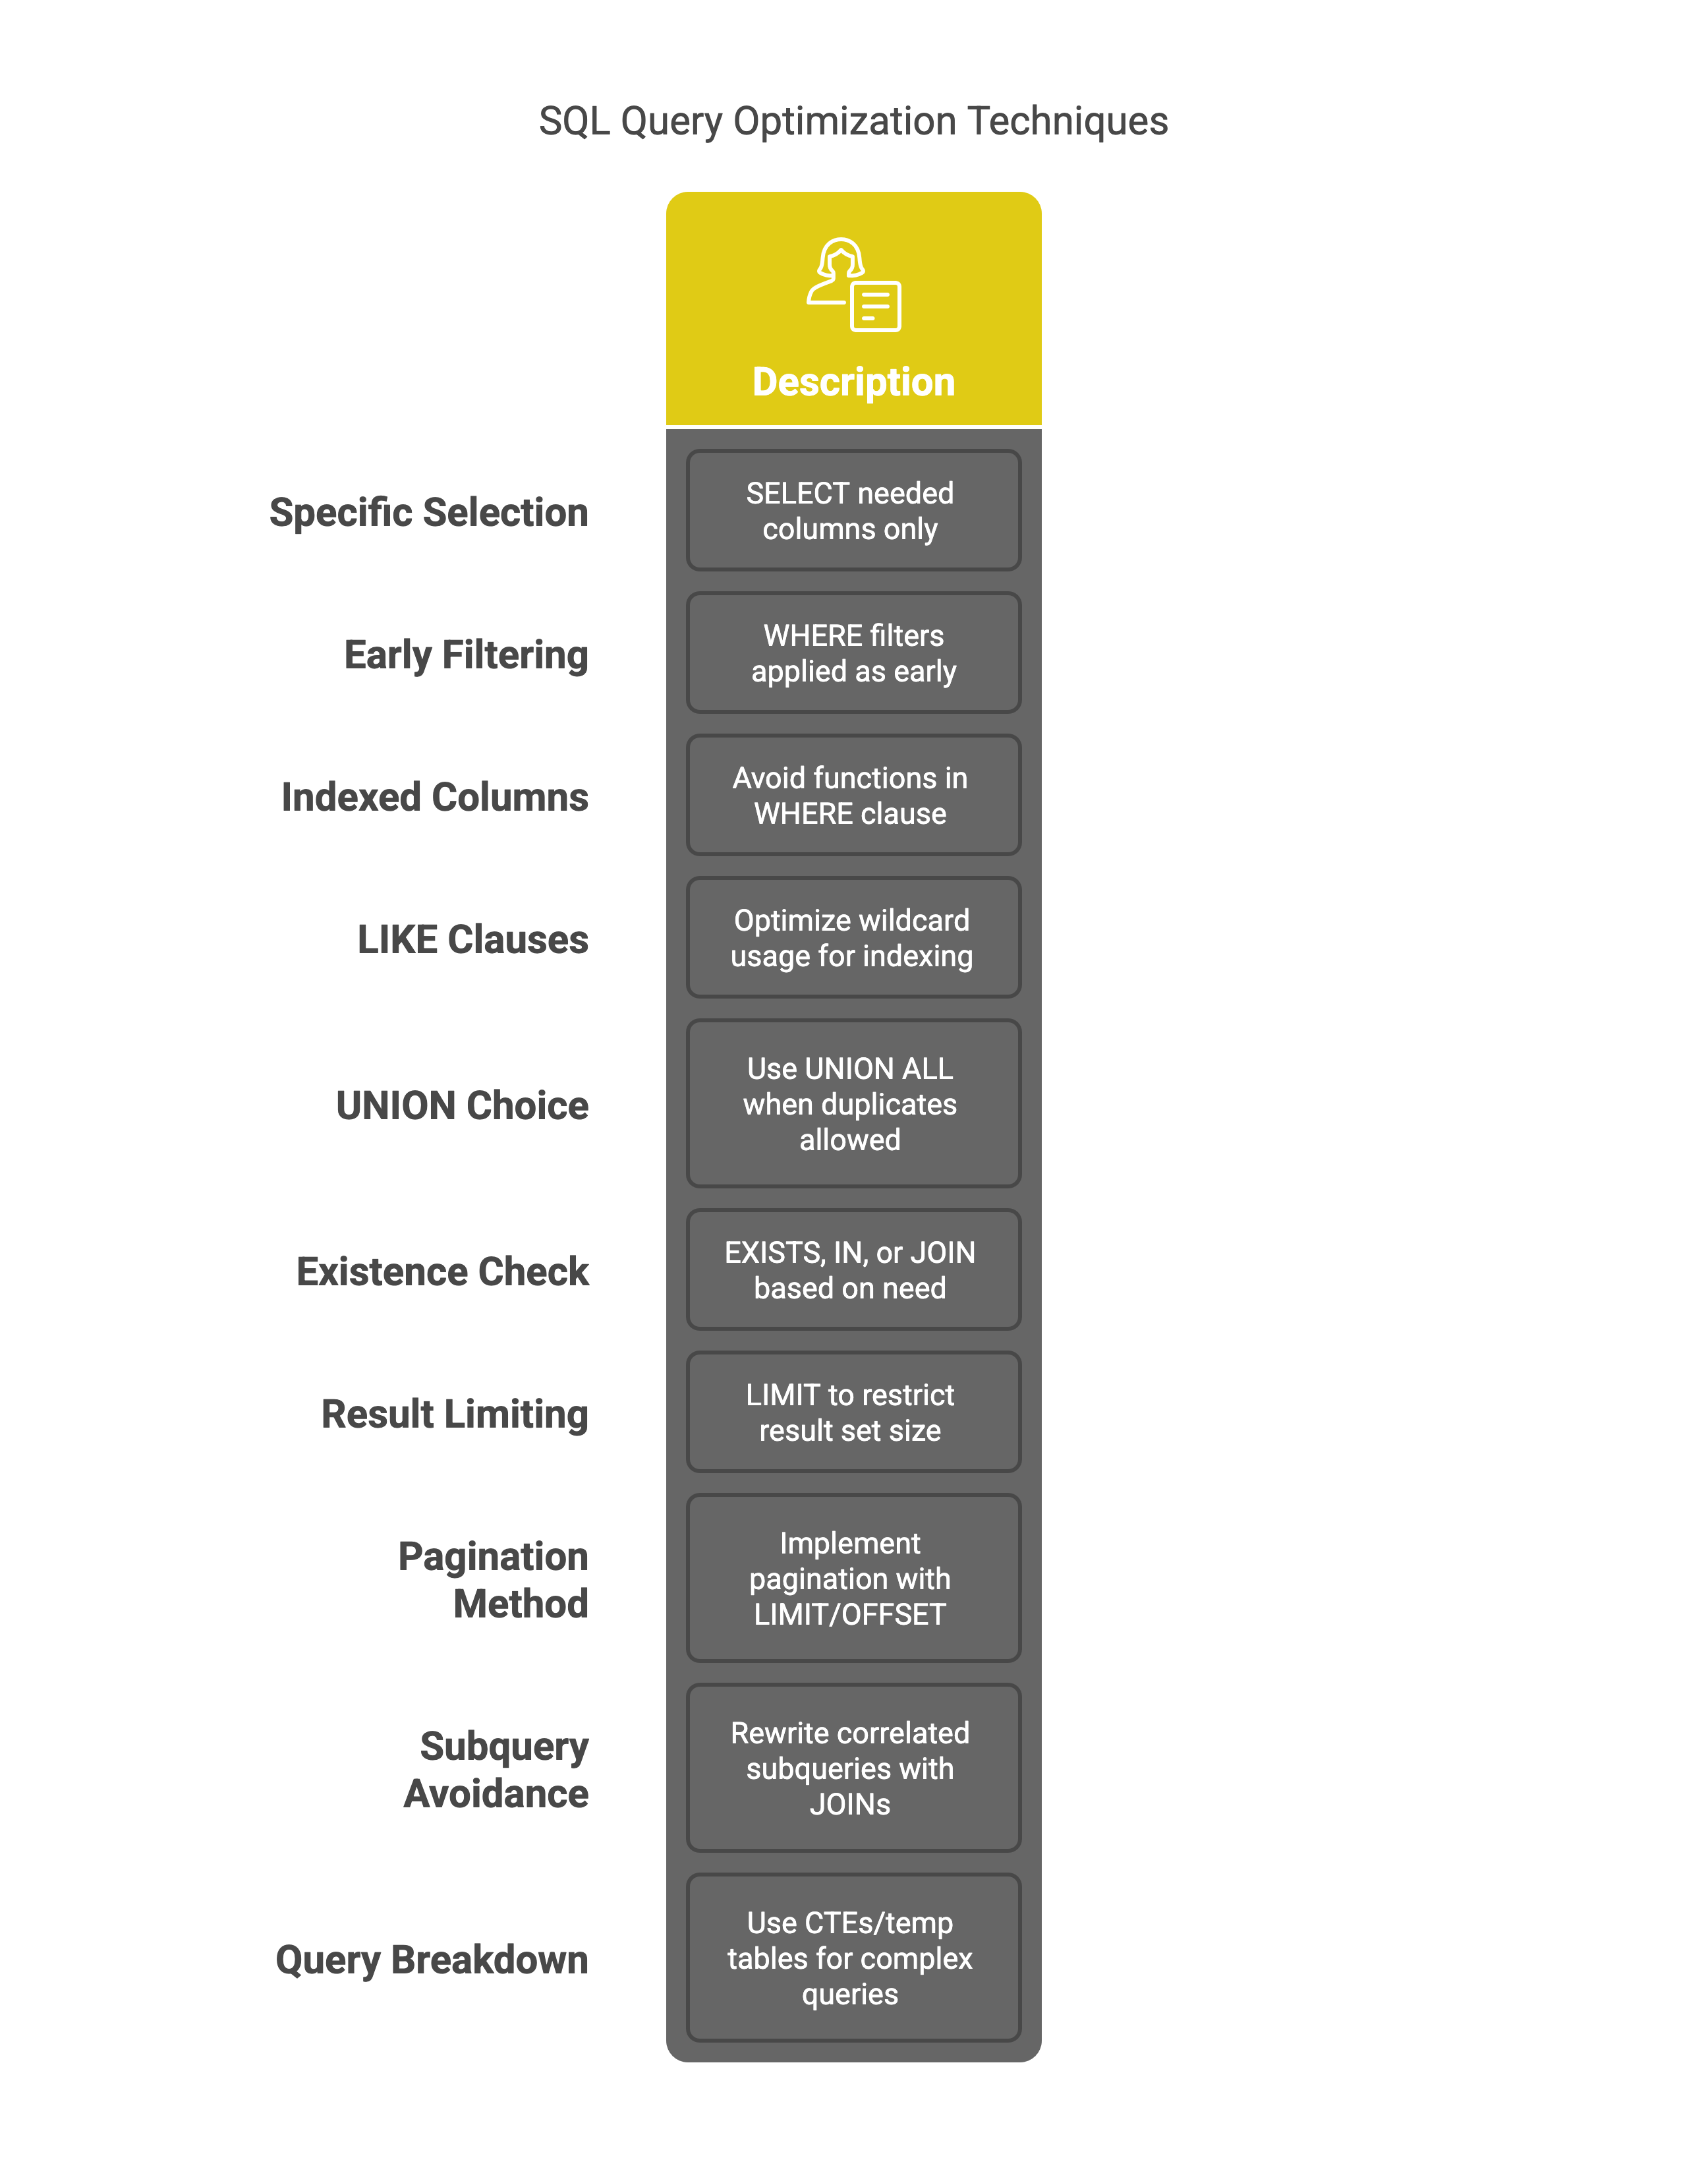 SQL Query Optimization Techniques
Description
Specific Selection
SELECT needed
columns only
Early Filtering
WHERE filters
applied as early
Indexed Columns
Avoid functions in
WHERE clause
LIKE Clauses
Optimize wildcard
usage for indexing
UNION Choice
Use UNION ALL
when duplicates
allowed
Existence Check
EXISTS, IN, or JOIN
based on need
Result Limiting
LIMIT to restrict
result set size
Pagination
Method
Implement
pagination with
LIMIT/OFFSET
Subquery
Avoidance
Rewrite correlated
subqueries with
JOINs
Query Breakdown
Use CTEs/temp
tables for complex
queries